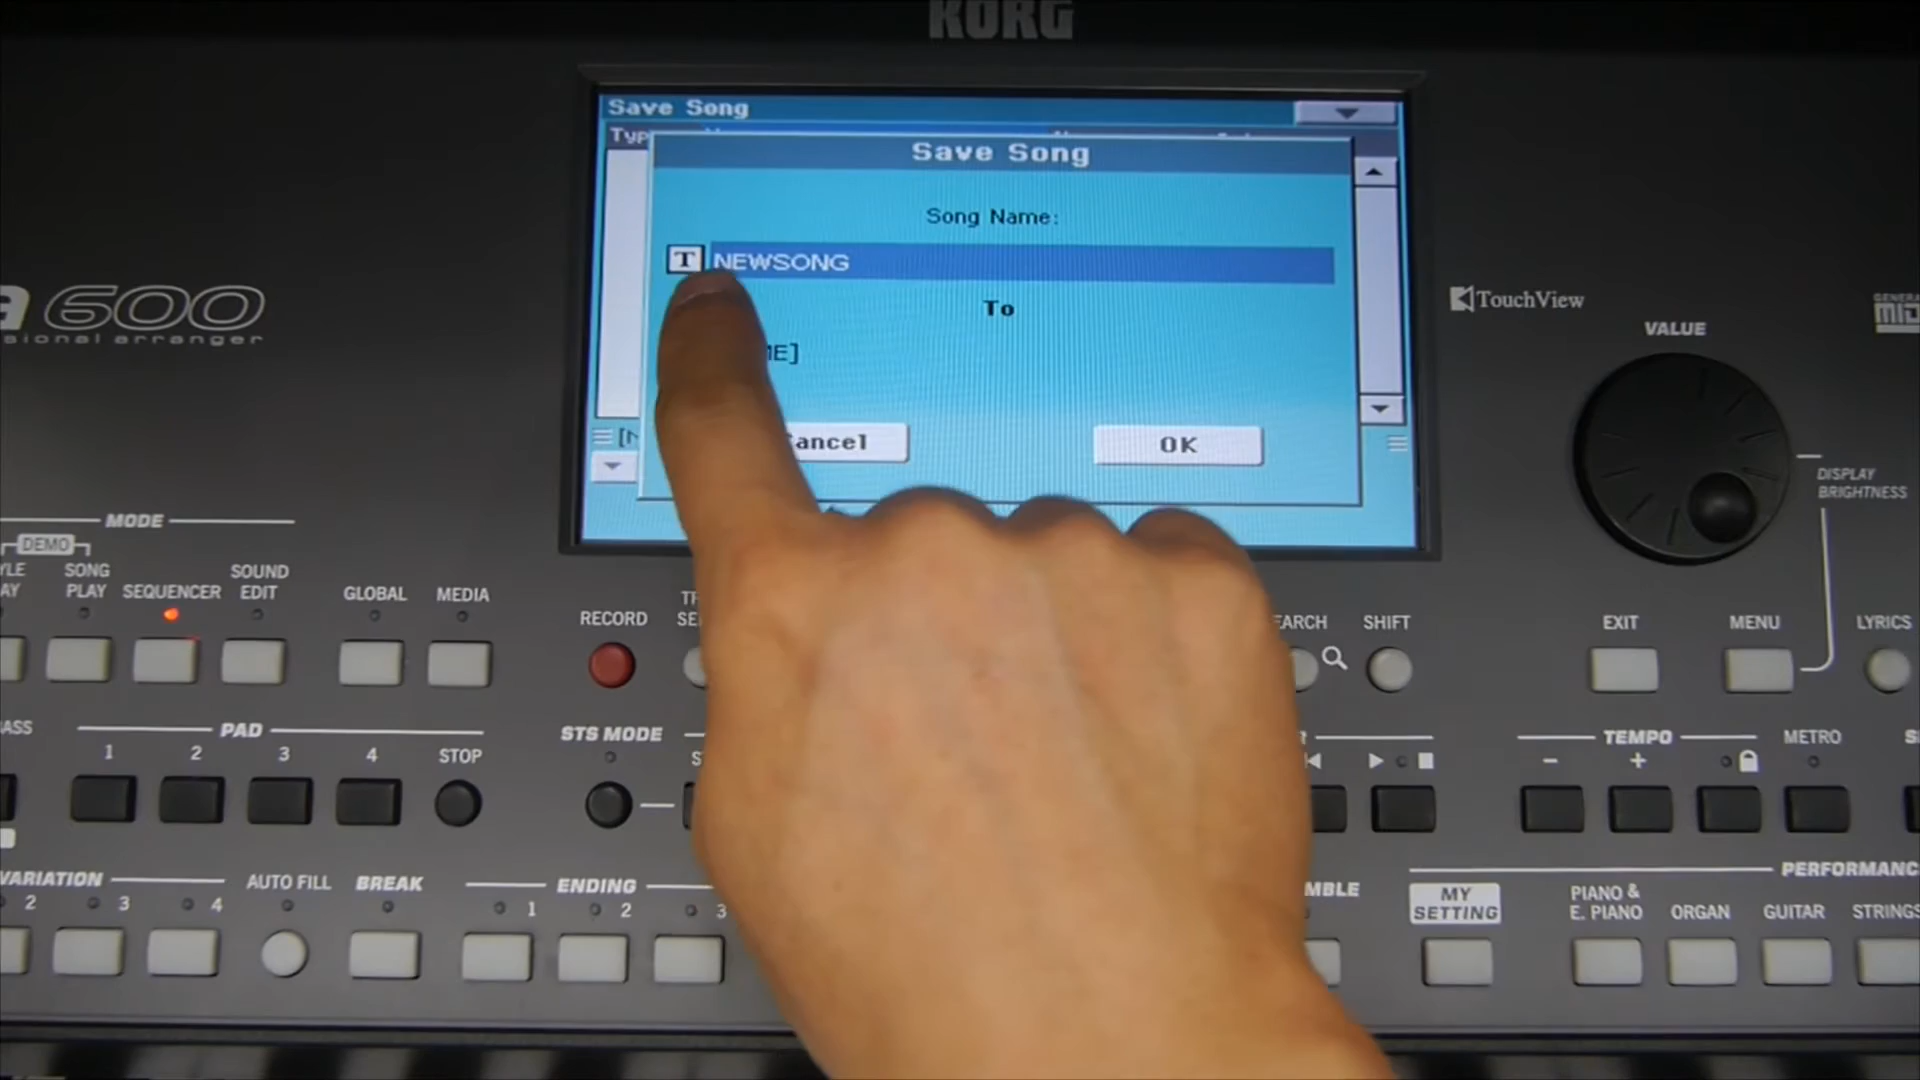 KORG
Save Song
Save Song
Song Name:
T NEWSONG
To
OK
600
TouchView
VALUE
DISPLAY
BRIGHTNESS
MODE
DEMO
SONG
PLAY
SEQUENCER
SOUND
EDIT
GLOBAL
MEDIA
RECORD
SHIFT
EXIT
MENU
LYRICS
PAD
1 2 3 4 STOP
STS MODE
TEMPO
- +
METRO
VARIATION
2 3 4
AUTO FILL
BREAK
ENDING
1 2 3
MY
SETTING
PIANO &
E. PIANO
ORGAN
GUITAR
STRINGS